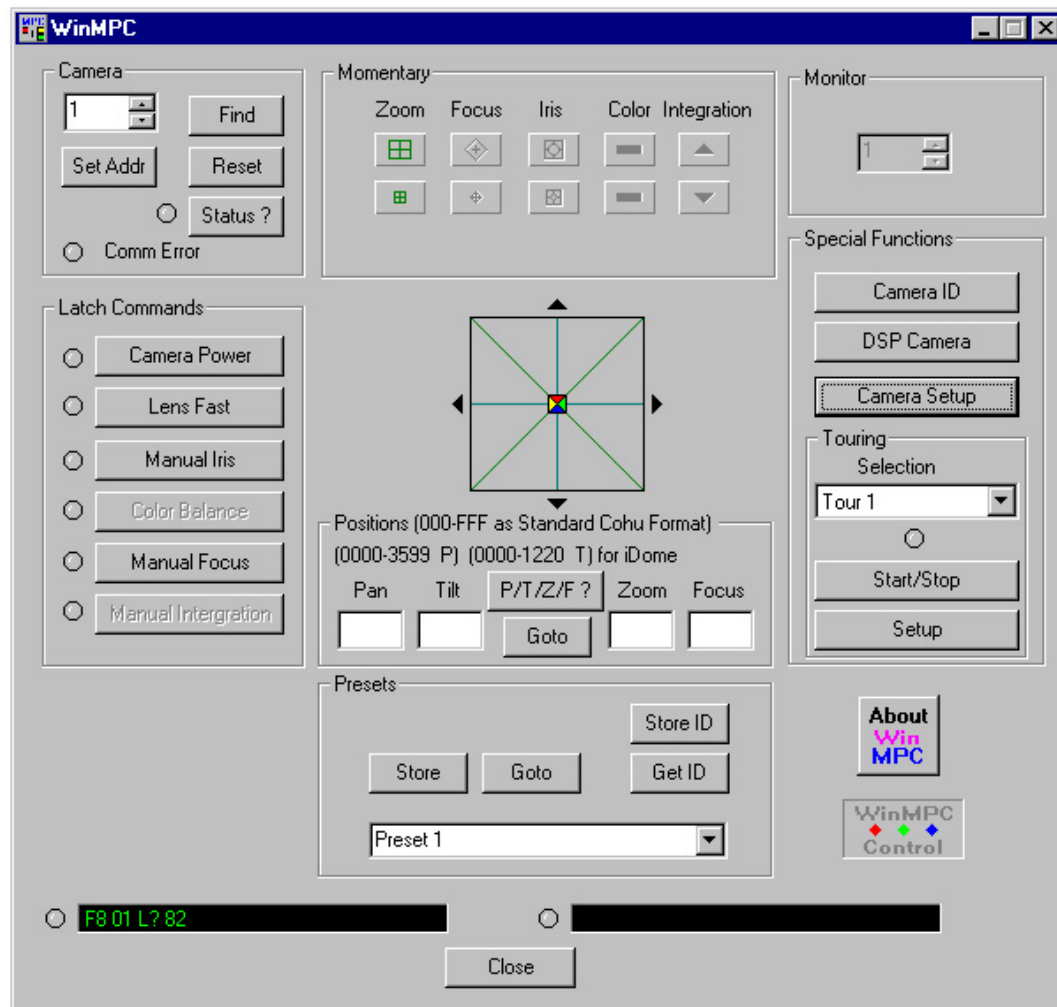 WinMPC
Camera
1
Find
Set Addr
Reset
Status ?
Comm Error
Momentary
Zoom Focus Iris Color Integration
Monitor
1
Special Functions
Camera ID
DSP Camera
Camera Setup
Touring
Selection
Tour 1
Start/Stop
Setup
Latch Commands
Camera Power
Lens Fast
Manual Iris
Color Balance
Manual Focus
Manual Intergration
Positions (000-FFF as Standard Cohu Format)
(0000-3599 P) (0000-1220 T) for iDome
Pan Tilt P/T/Z/F ? Zoom Focus
Goto
Presets
Store ID
Store Goto Get ID
Preset 1
About
Win
MPC
WinMPC
Control
F8 01 L? 82
Close